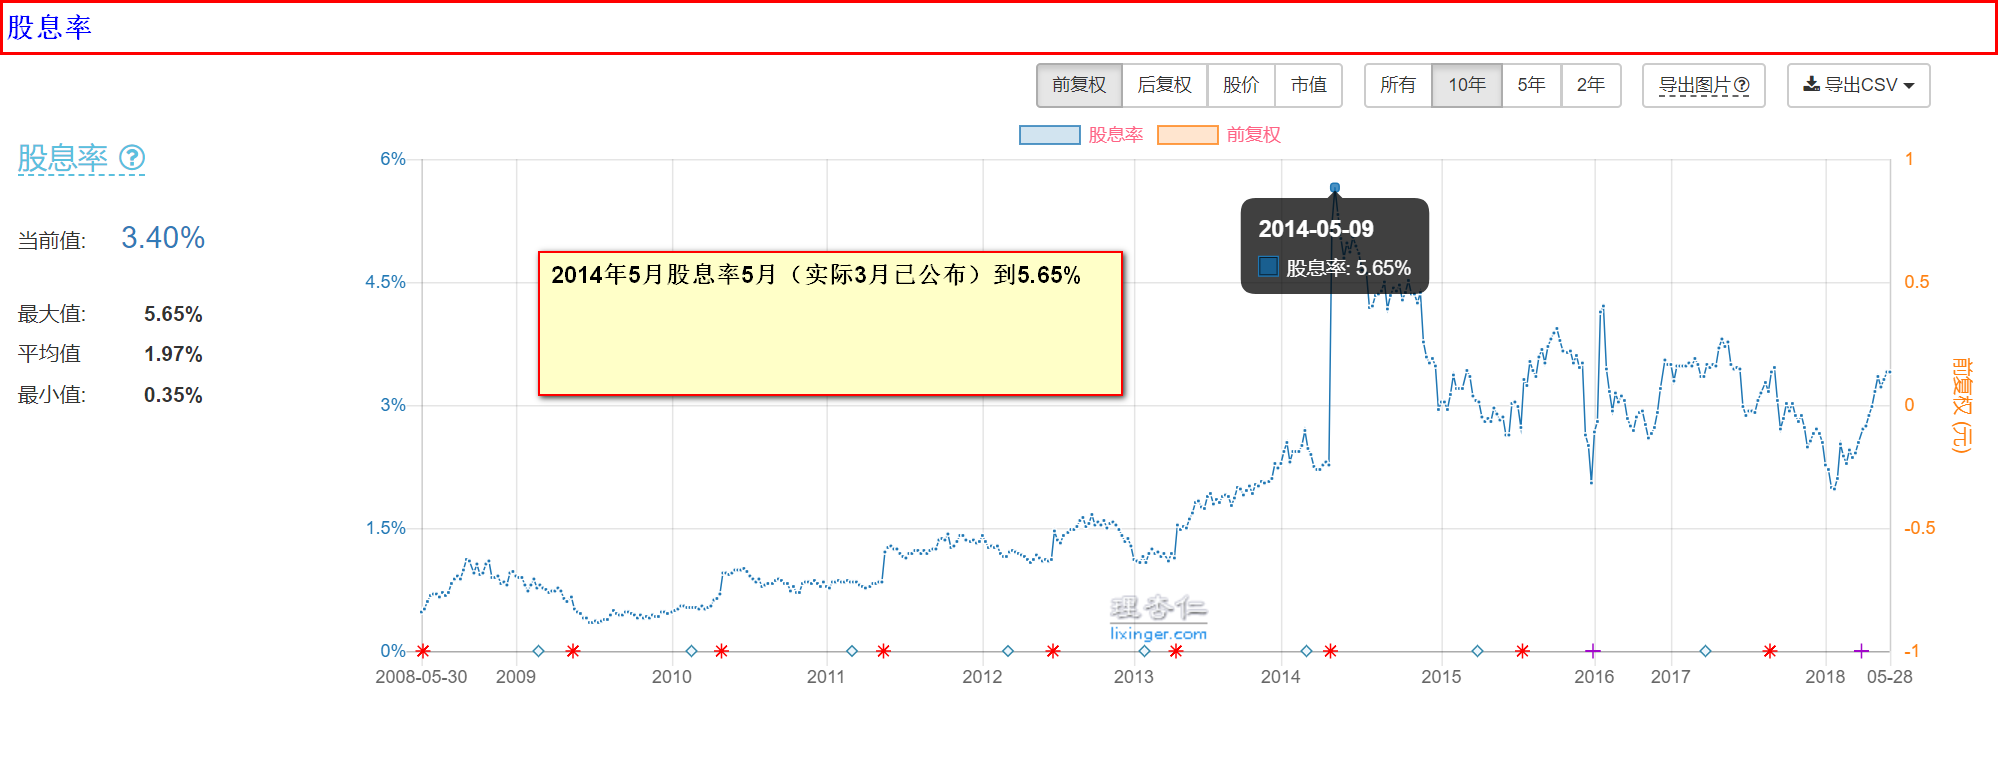 股息率
前复权 后复权 股价 市值 所有 10年 5年 2年 导出图片 导出CSV
股息率 前复权
股息率
当前值: 3.40%
最大值: 5.65%
平均值 1.97%
最小值: 0.35%
6%
4.5%
3%
1.5%
0%
2014年5月股息率5月（实际3月已公布）到5.65%
2014-05-09
股息率: 5.65%
1
0.5
0
-0.5
-1
前复权 (元)
理杏仁
lixinger.com
2008-05-30 2009 2010 2011 2012 2013 2014 2015 2016 2017 2018 05-28